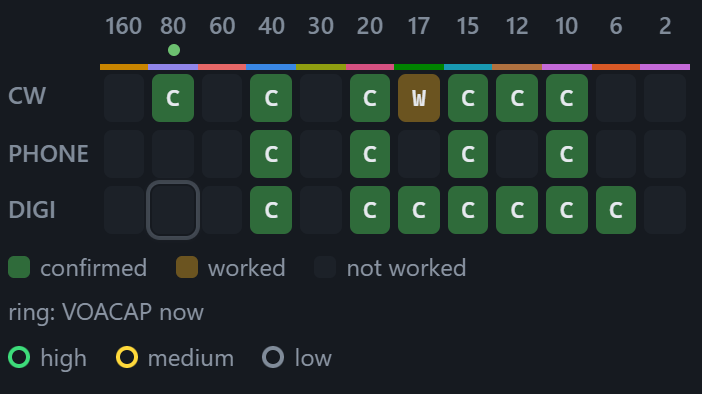 160 80 60 40 30 20 17 15 12 10 6 2
CW C C C W C C C
PHONE C C C C
DIGI C C C C C C C
confirmed worked not worked
ring: VOACAP now
high medium low